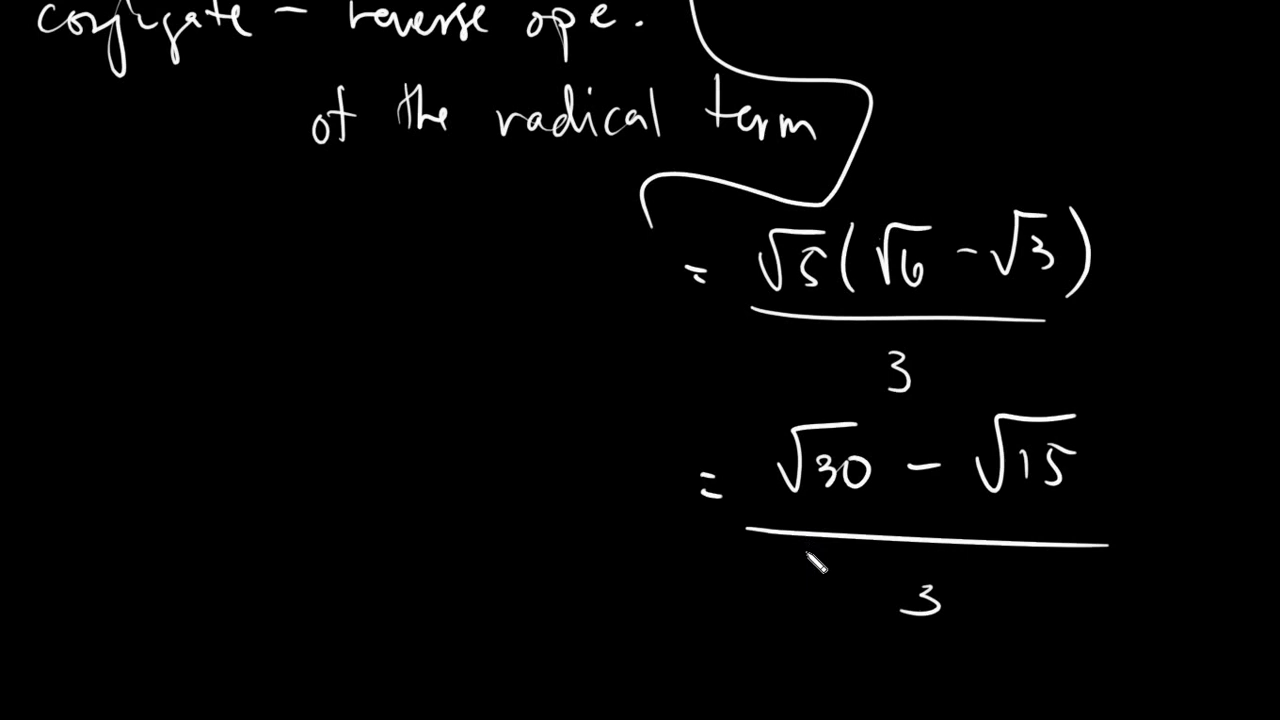 conjugate - reverse ope.
of the radical term
= √5(√6 - √3)
3
= √30 - √15
3